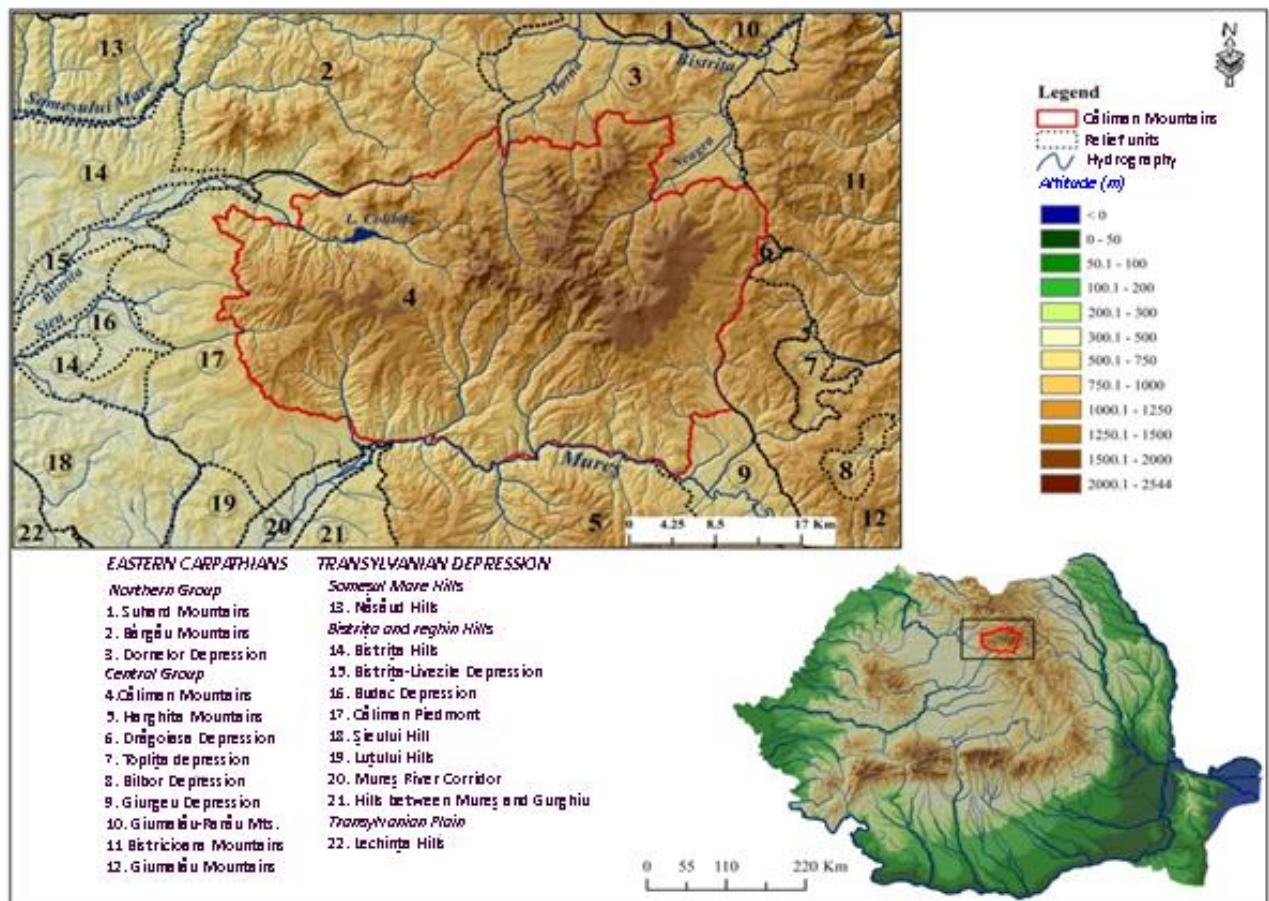 13
2
1
10
N
Bistrița
Dorna
3
Someșului Mare
Neagra
14
11
L. Colibița
6
15
Bistrița
4
16
Șieu
17
14
7
Mureș
18
19
9
8
20
21
22
5
12
0 4.25 8.5 17 Km
Legend
Căliman Mountains
Relief units
Hydrography
Altitude (m)
< 0
0 - 50
50.1 - 100
100.1 - 200
200.1 - 300
300.1 - 500
500.1 - 750
750.1 - 1000
1000.1 - 1250
1250.1 - 1500
1500.1 - 2000
2000.1 - 2544
EASTERN CARPATHIANS
Northern Group
1. Suhard Mountains
2. Bârgău Mountains
3. Dornelor Depression
Central Group
4.Căliman Mountains
5. Harghita Mountains
6. Drăgoiasa Depression
7. Toplița depression
8. Bilbor Depression
9. Giurgeu Depression
10. Giumalău-Rarău Mts.
11 Bistricioara Mountains
12. Giumalău Mountains
TRANSYLVANIAN DEPRESSION
Someșul Mare Hills
13. Năsăud Hills
Bistrița and reghin Hills
14. Bistrița Hills
15. Bistrița-Livezile Depression
16. Budac Depression
17. Căliman Piedmont
18. Șieului Hill
19. Luțului Hills
20. Mureș River Corridor
21. Hills between Mureș and Gurghiu
Transylvanian Plain
22. Lechința Hills
0 55 110 220 Km